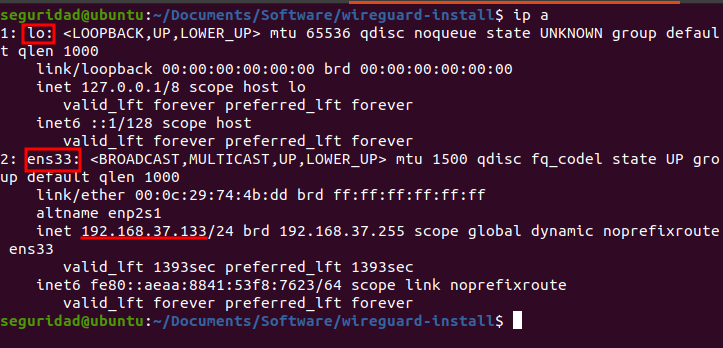 seguridad@ubuntu:~/Documents/Software/wireguard-install$ ip a
1: lo: <LOOPBACK,UP,LOWER_UP> mtu 65536 qdisc noqueue state UNKNOWN group defaul
t qlen 1000
    link/loopback 00:00:00:00:00:00 brd 00:00:00:00:00:00
    inet 127.0.0.1/8 scope host lo
       valid_lft forever preferred_lft forever
    inet6 ::1/128 scope host
       valid_lft forever preferred_lft forever
2: ens33: <BROADCAST,MULTICAST,UP,LOWER_UP> mtu 1500 qdisc fq_codel state UP gro
up default qlen 1000
    link/ether 00:0c:29:74:4b:dd brd ff:ff:ff:ff:ff:ff
    altname enp2s1
    inet 192.168.37.133/24 brd 192.168.37.255 scope global dynamic noprefixroute
 ens33
       valid_lft 1393sec preferred_lft 1393sec
    inet6 fe80::aeaa:8841:53f8:7623/64 scope link noprefixroute
       valid_lft forever preferred_lft forever
seguridad@ubuntu:~/Documents/Software/wireguard-install$